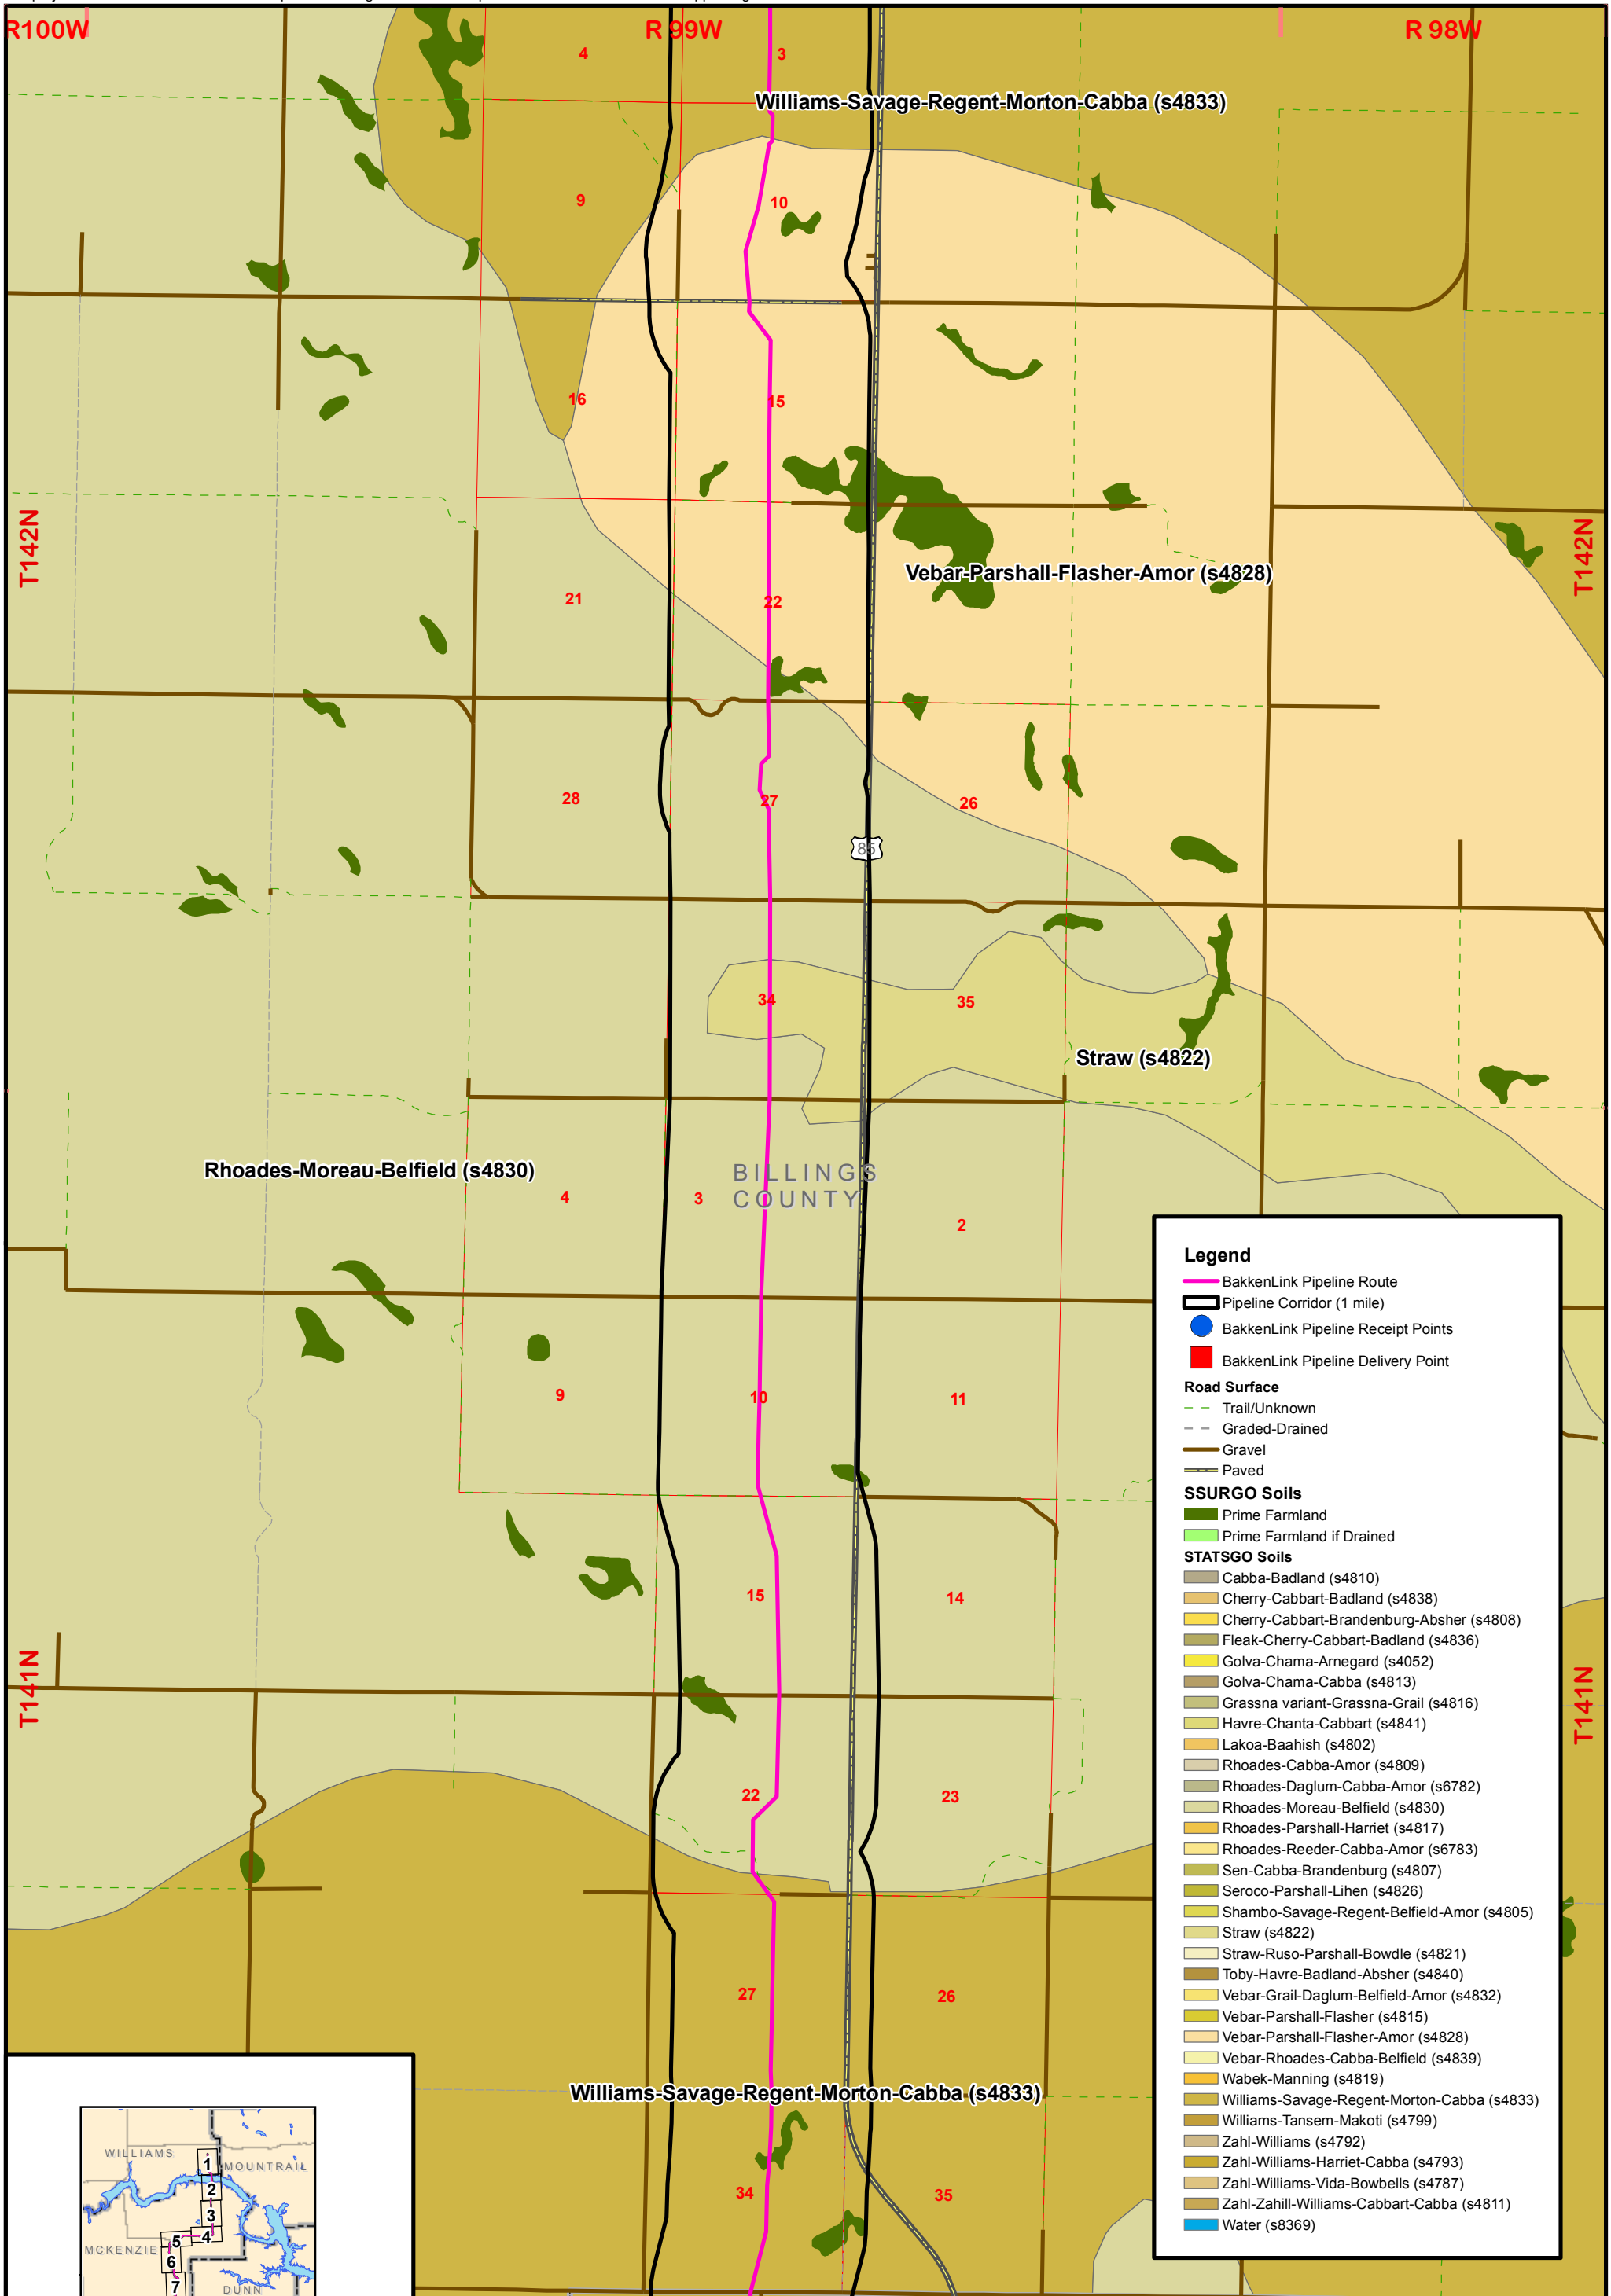 R100W
R 99W
R 98W
4
3
Williams-Savage-Regent-Morton-Cabba (s4833)
9
10
16
15
T142N
T142N
Vebar-Parshall-Flasher-Amor (s4828)
21
22
28
27
26
85
34
35
Straw (s4822)
Rhoades-Moreau-Belfield (s4830)
BILLINGS
COUNTY
4
3
2
9
10
11
15
14
T141N
T141N
22
23
27
26
Williams-Savage-Regent-Morton-Cabba (s4833)
34
35
Legend
BakkenLink Pipeline Route
Pipeline Corridor (1 mile)
BakkenLink Pipeline Receipt Points
BakkenLink Pipeline Delivery Point
Road Surface
Trail/Unknown
Graded-Drained
Gravel
Paved
SSURGO Soils
Prime Farmland
Prime Farmland if Drained
STATSGO Soils
Cabba-Badland (s4810)
Cherry-Cabbart-Badland (s4838)
Cherry-Cabbart-Brandenburg-Absher (s4808)
Fleak-Cherry-Cabbart-Badland (s4836)
Golva-Chama-Arnegard (s4052)
Golva-Chama-Cabba (s4813)
Grassna variant-Grassna-Grail (s4816)
Havre-Chanta-Cabbart (s4841)
Lakoa-Baahish (s4802)
Rhoades-Cabba-Amor (s4809)
Rhoades-Daglum-Cabba-Amor (s6782)
Rhoades-Moreau-Belfield (s4830)
Rhoades-Parshall-Harriet (s4817)
Rhoades-Reeder-Cabba-Amor (s6783)
Sen-Cabba-Brandenburg (s4807)
Seroco-Parshall-Lihen (s4826)
Shambo-Savage-Regent-Belfield-Amor (s4805)
Straw (s4822)
Straw-Ruso-Parshall-Bowdle (s4821)
Toby-Havre-Badland-Absher (s4840)
Vebar-Grail-Daglum-Belfield-Amor (s4832)
Vebar-Parshall-Flasher (s4815)
Vebar-Parshall-Flasher-Amor (s4828)
Vebar-Rhoades-Cabba-Belfield (s4839)
Wabek-Manning (s4819)
Williams-Savage-Regent-Morton-Cabba (s4833)
Williams-Tansem-Makoti (s4799)
Zahl-Williams (s4792)
Zahl-Williams-Harriet-Cabba (s4793)
Zahl-Williams-Vida-Bowbells (s4787)
Zahl-Zahill-Williams-Cabbart-Cabba (s4811)
Water (s8369)
WILLIAMS
MOUNTRAIL
MCKENZIE
DUNN
1
2
3
4
5
6
7